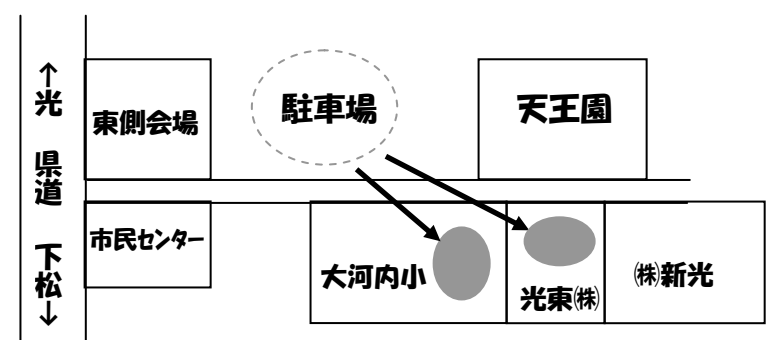 ↑光 県道 下松↓
東側会場
駐車場
天王園
市民センター
大河内小
光東㈱
㈱新光